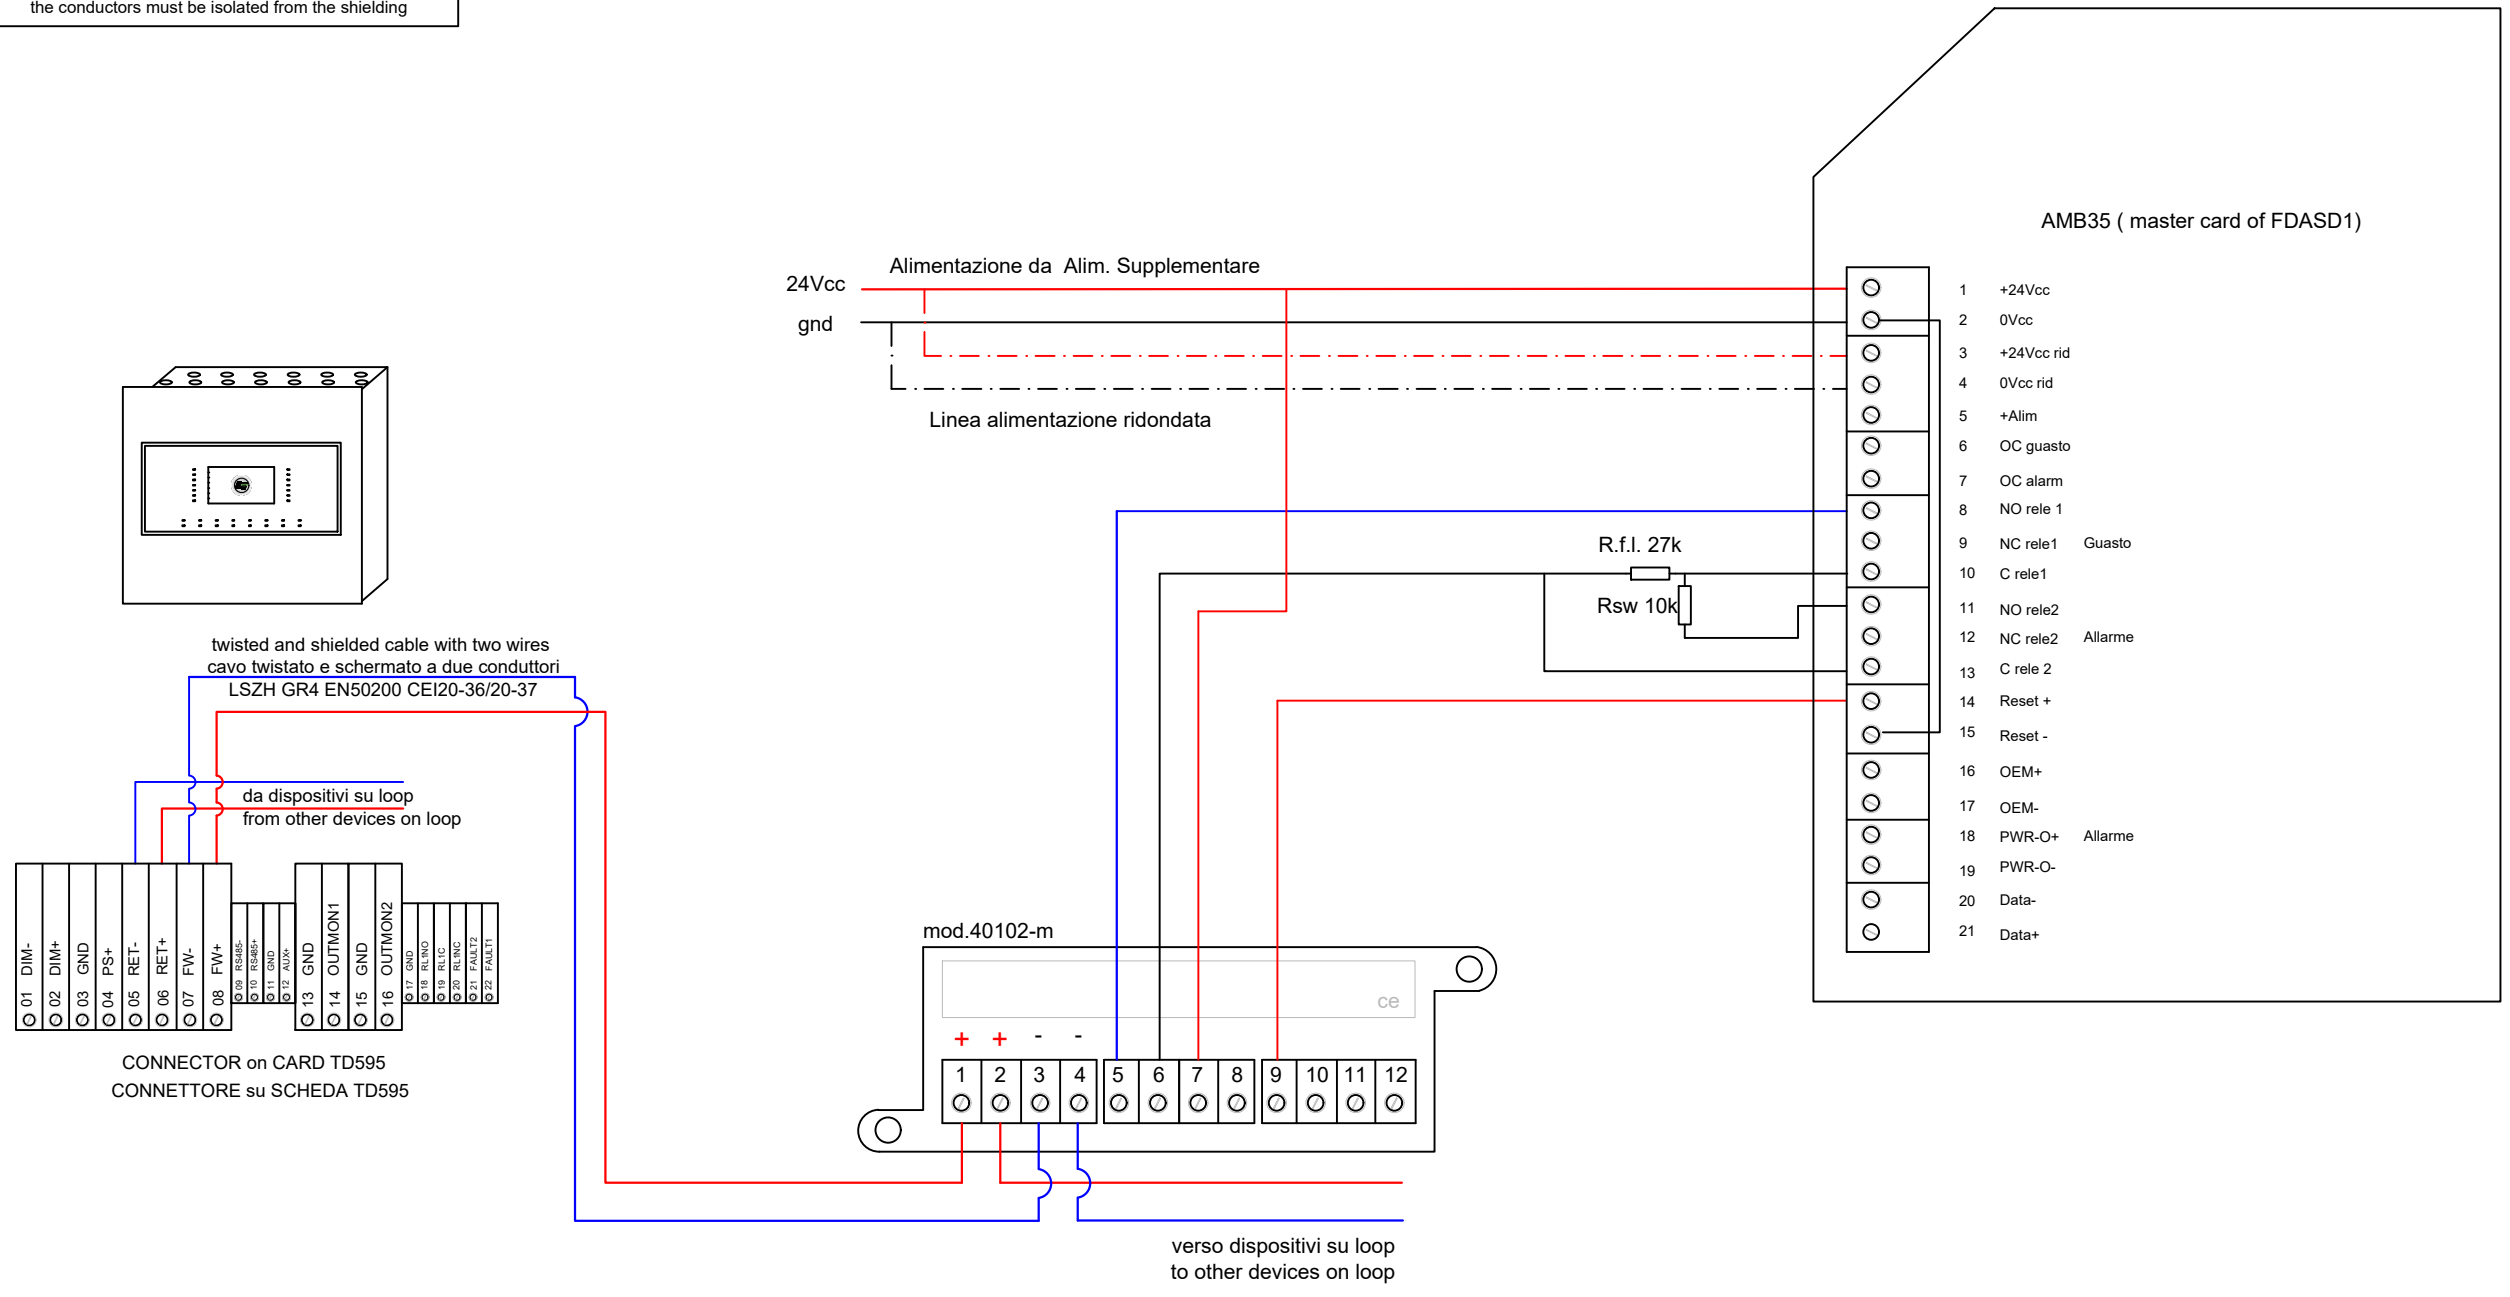 the conductors must be isolated from the shielding
AMB35 ( master card of FDASD1)
Alimentazione da Alim. Supplementare
24Vcc
gnd
Linea alimentazione ridondata
1 +24Vcc
2 0Vcc
3 +24Vcc rid
4 0Vcc rid
5 +Alim
6 OC guasto
7 OC alarm
8 NO rele 1
9 NC rele1 Guasto
10 C rele1
11 NO rele2
12 NC rele2 Allarme
13 C rele 2
14 Reset +
15 Reset -
16 OEM+
17 OEM-
18 PWR-O+ Allarme
19 PWR-O-
20 Data-
21 Data+
R.f.l. 27k
Rsw 10k
twisted and shielded cable with two wires
cavo twistato e schermato a due conduttori
LSZH GR4 EN50200 CEI20-36/20-37
da dispositivi su loop
from other devices on loop
01 DIM-
02 DIM+
03 GND
04 PS+
05 RET-
06 RET+
07 FW-
08 FW+
09 RS485-
10 RS485+
11 GND
12 AUX+
13 GND
14 OUTMON1
15 GND
16 OUTMON2
17 GND
18 RL1NO
19 RL1C
20 RL1NC
21 FAULT2
22 FAULT1
CONNECTOR on CARD TD595
CONNETTORE su SCHEDA TD595
mod.40102-m
ce
+ + - -
1 2 3 4 5 6 7 8 9 10 11 12
verso dispositivi su loop
to other devices on loop